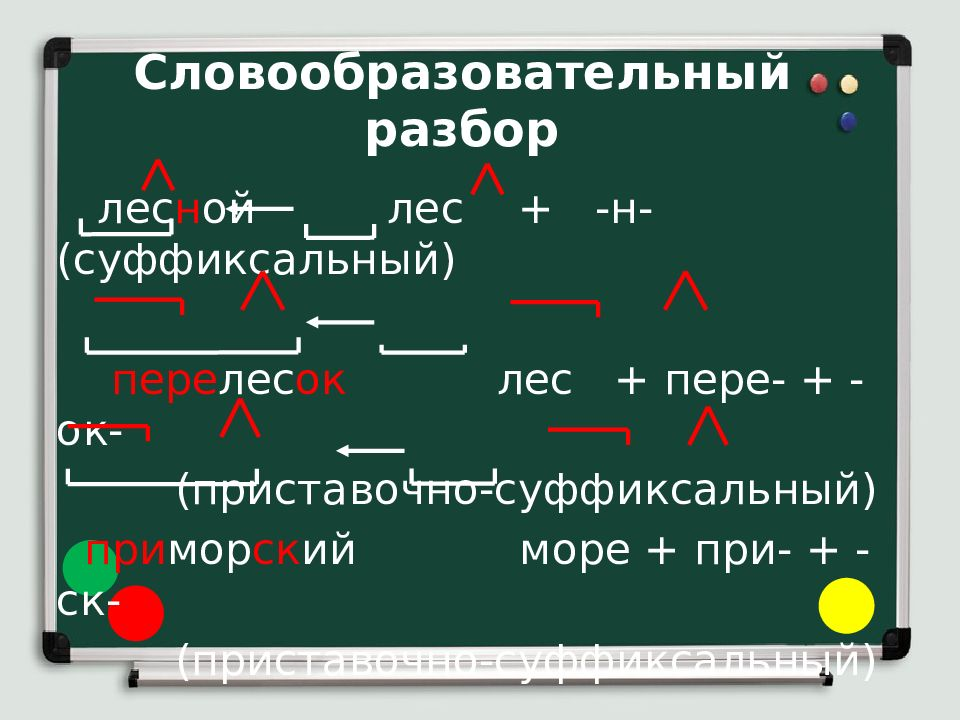 Словообразовательный
разбор
лесной лес + -н-
(суффиксальный)
перелесок лес + пере- + -
ок-
(приставочно-суффиксальный)
приморский море + при- + -
ск-
(приставочно-суффиксальный)